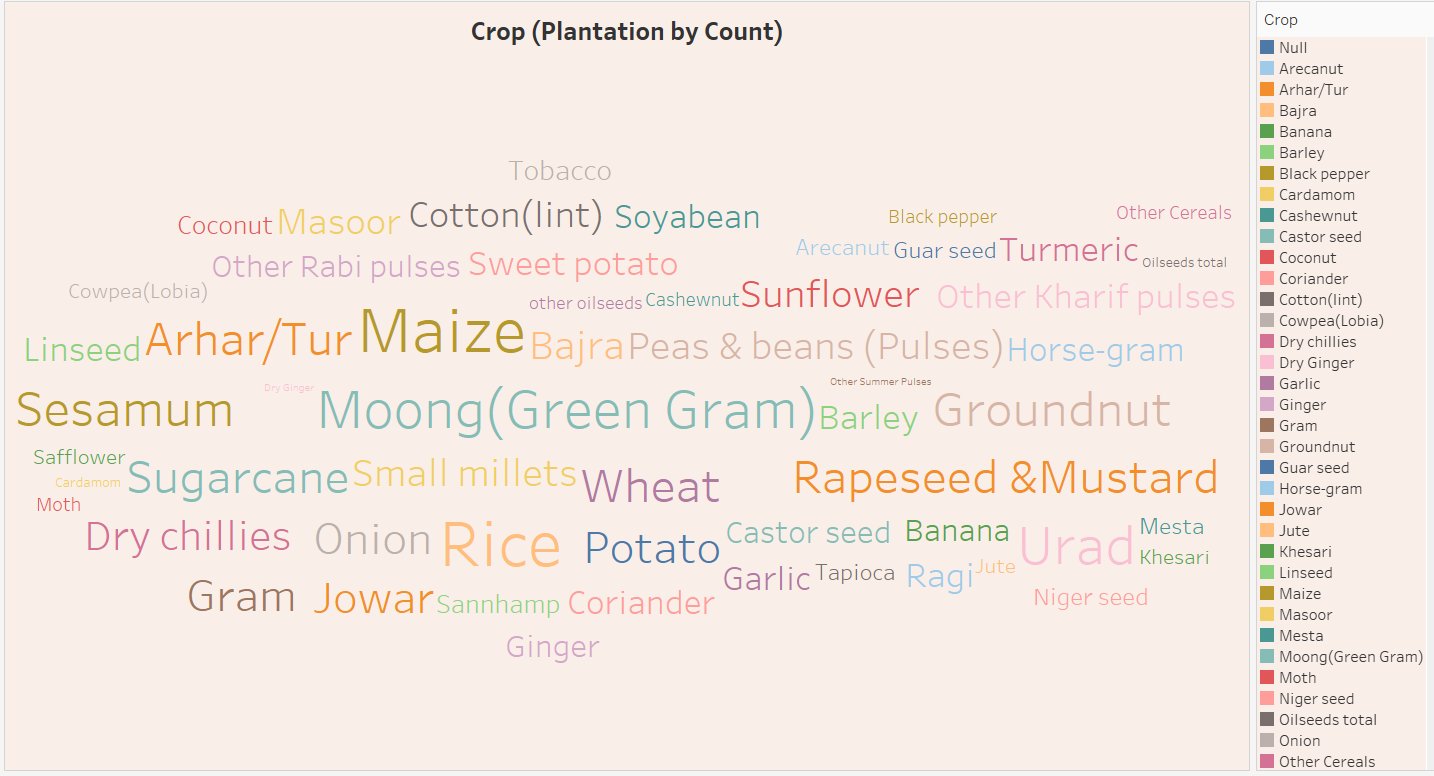 Crop (Plantation by Count)
Tobacco
Coconut Masoor Cotton(lint) Soyabean Black pepper Other Cereals
Arecanut Guar seed Turmeric Oilseeds total
Other Rabi pulses Sweet potato
Cowpea(Lobia) other oilseeds Cashewnut Sunflower Other Kharif pulses
Linseed Arhar/Tur Maize Bajra Peas & beans (Pulses) Horse-gram
Dry Ginger Other Summer Pulses
Sesamum Moong(Green Gram) Barley Groundnut
Safflower
Cardamom Sugarcane Small millets Wheat Rapeseed &Mustard
Moth
Dry chillies Onion Rice Potato Castor seed Banana Urad Mesta
Khesari
Garlic Tapioca Ragi Jute
Gram Jowar Sannhamp Coriander Niger seed
Ginger
Crop
Null
Arecanut
Arhar/Tur
Bajra
Banana
Barley
Black pepper
Cardamom
Cashewnut
Castor seed
Coconut
Coriander
Cotton(lint)
Cowpea(Lobia)
Dry chillies
Dry Ginger
Garlic
Ginger
Gram
Groundnut
Guar seed
Horse-gram
Jowar
Jute
Khesari
Linseed
Maize
Masoor
Mesta
Moong(Green Gram)
Moth
Niger seed
Oilseeds total
Onion
Other Cereals